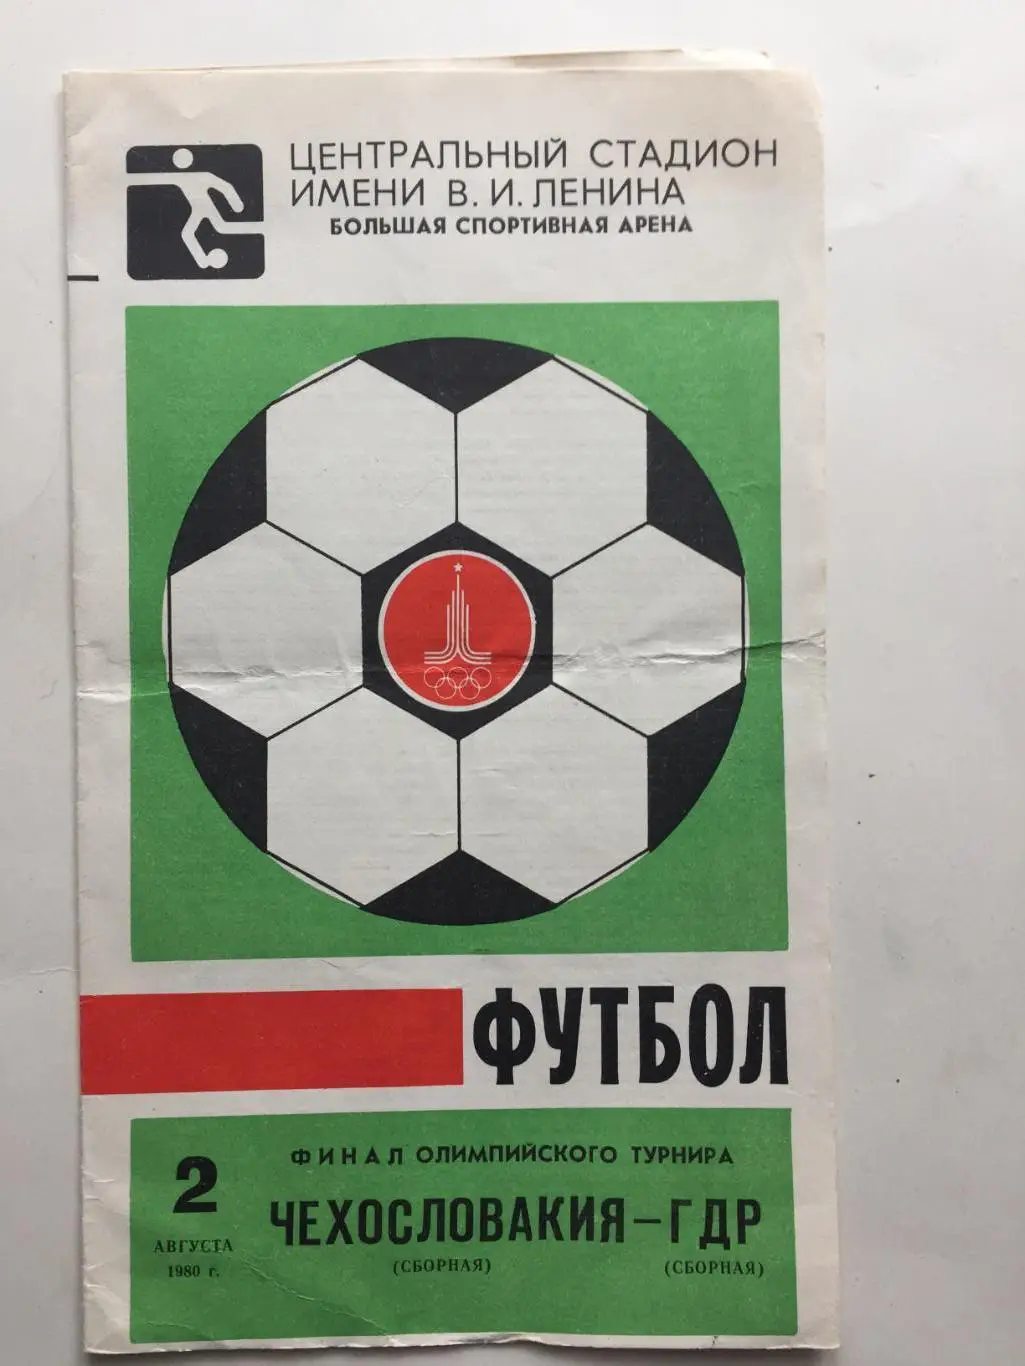 ЦЕНТРАЛЬНЫЙ СТАДИОН
ИМЕНИ В. И. ЛЕНИНА
БОЛЬШАЯ СПОРТИВНАЯ АРЕНА
ФУТБОЛ
ФИНАЛ ОЛИМПИЙСКОГО ТУРНИРА
2
АВГУСТА
1980 г.
ЧЕХОСЛОВАКИЯ – ГДР
(СБОРНАЯ) (СБОРНАЯ)